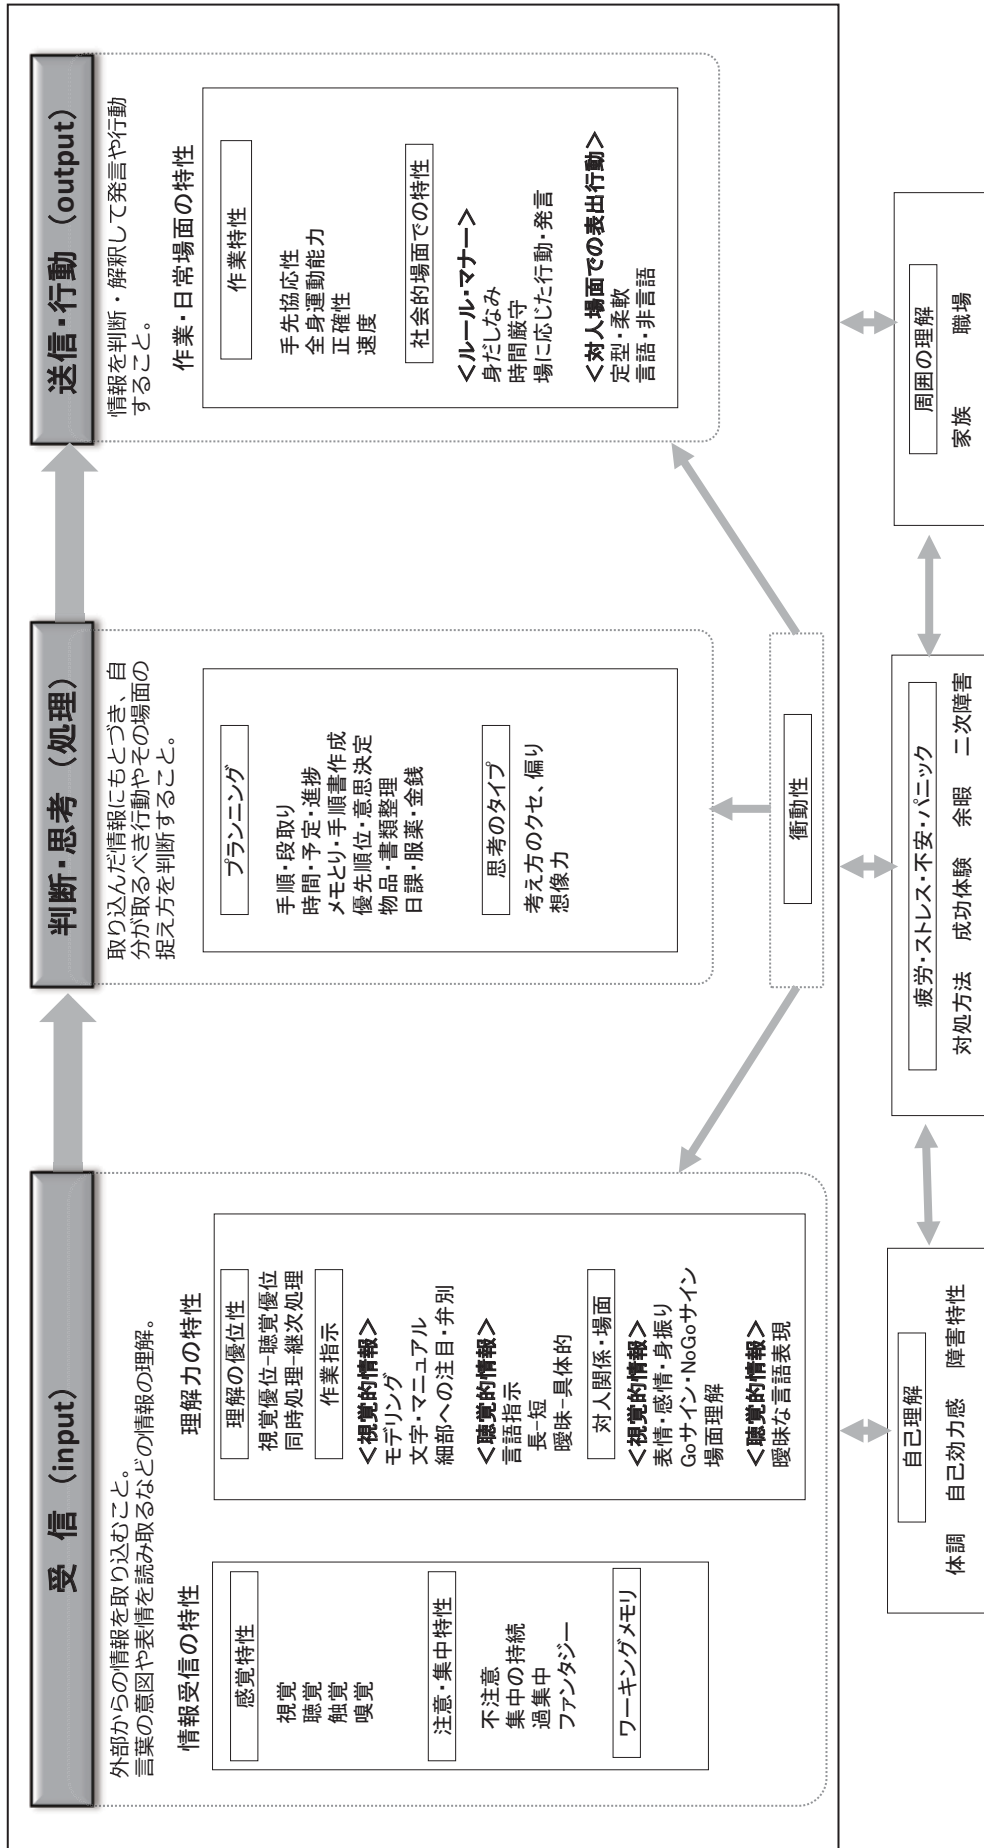 受 信 （input）
外部からの情報を取り込むこと。
言葉の意図や表情を読み取るなどの情報の理解。
情報受信の特性
感覚特性
視覚
聴覚
触覚
嗅覚
注意・集中特性
不注意
集中の持続
過集中
ファンタジー
ワーキングメモリ
理解力の特性
理解の優位性
視覚優位−聴覚優位
同時処理−継次処理
作業指示
＜視覚的情報＞
モデリング
文字・マニュアル
細部への注目・弁別
＜聴覚的情報＞
言語指示
長−短
曖昧−具体的
対人関係・場面
＜視覚的情報＞
表情・感情・身振り
Goサイン・NoGoサイン
場面理解
＜聴覚的情報＞
曖昧な言語表現
判断・思考 （処理）
取り込んだ情報にもとづき、自
分が取るべき行動やその場面の
捉え方を判断すること。
プランニング
手順・段取り
時間・予定・進捗
メモとり・手順書作成
優先順位・意思決定
物品・書類整理
日課・服薬・金銭
思考のタイプ
考え方のクセ、偏り
想像力
衝動性
送信・行動 （output）
情報を判断・解釈して発言や行動
すること。
作業・日常場面の特性
作業特性
手先協応性
全身運動能力
正確性
速度
社会的場面での特性
＜ルール・マナー＞
身だしなみ
時間厳守
場に応じた行動・発言
＜対人場面での表出行動＞
定型・柔軟
言語・非言語
自己理解
体調 自己効力感 障害特性
疲労・ストレス・不安・パニック
対処方法 成功体験 余暇 二次障害
周囲の理解
家族 職場